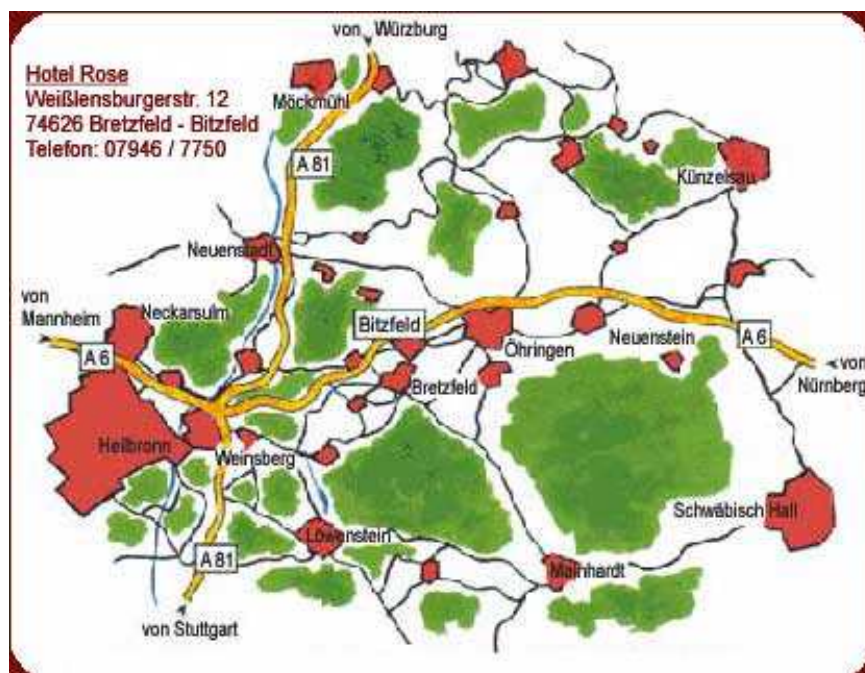 Hotel Rose
Weißlensburgerstr. 12
74626 Bretzfeld - Bitzfeld
Telefon: 07946 / 7750
von Würzburg
Möckmühl
A 81
Künzelsau
Neuenstadt
von
Mannheim
Neckarsulm
Bitzfeld
A 6
Öhringen
Neuenstein
A 6
von
Nürnberg
Bretzfeld
Heilbronn
Weinsberg
Schwäbisch Hall
Löwenstein
A 81
Mainhardt
von Stuttgart